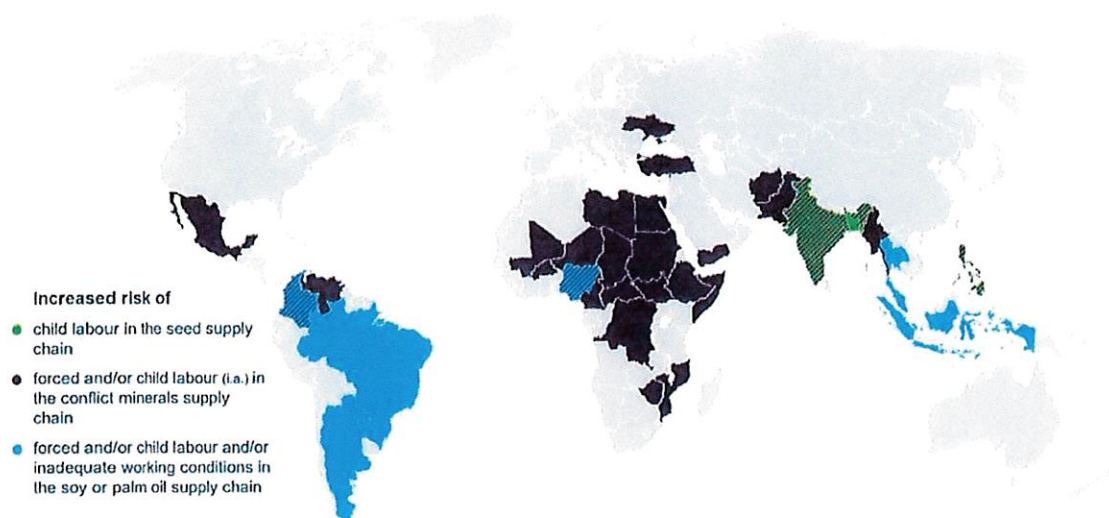 Increased risk of
child labour in the seed supply
chain
forced and/or child labour (i.a.) in
the conflict minerals supply
chain
forced and/or child labour and/or
inadequate working conditions in
the soy or palm oil supply chain